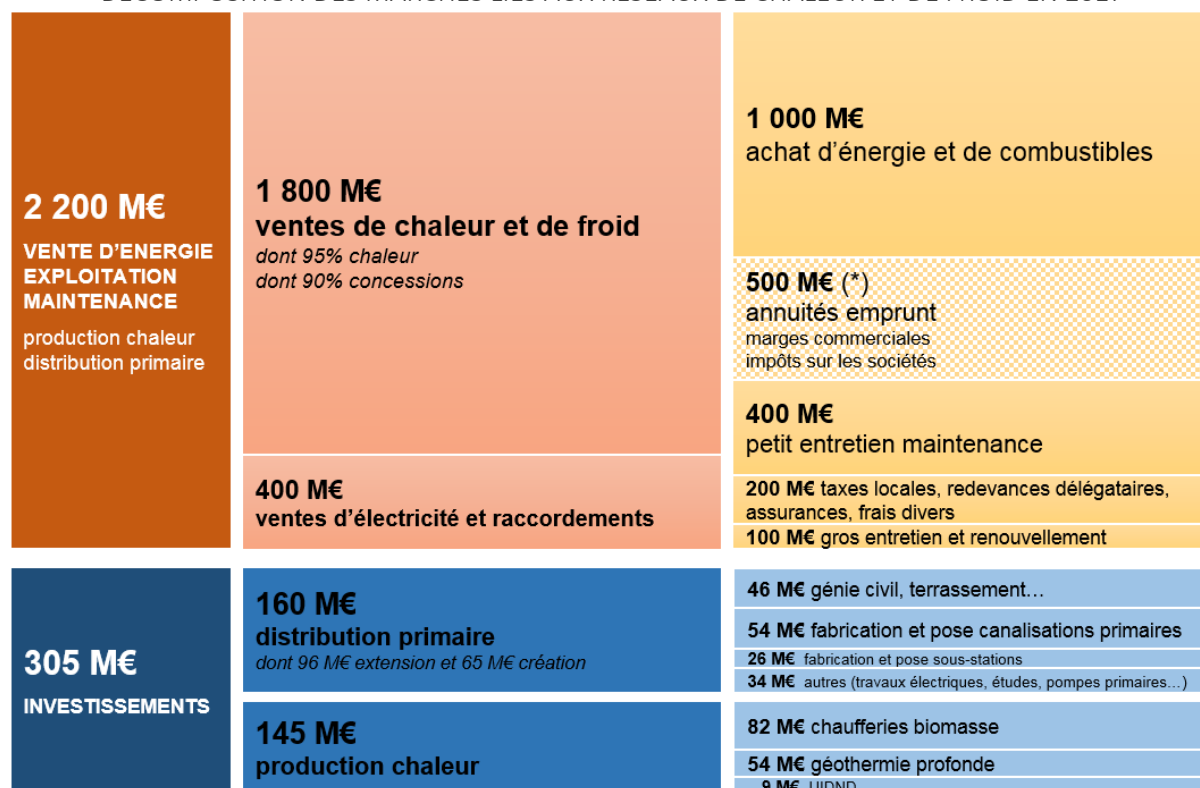 2 200 M€
VENTE D’ENERGIE
EXPLOITATION
MAINTENANCE
production chaleur
distribution primaire
1 800 M€
ventes de chaleur et de froid
dont 95% chaleur
dont 90% concessions
400 M€
ventes d’électricité et raccordements
1 000 M€
achat d’énergie et de combustibles
500 M€ (*)
annuités emprunt
marges commerciales
impôts sur les sociétés
400 M€
petit entretien maintenance
200 M€ taxes locales, redevances délégataires,
assurances, frais divers
100 M€ gros entretien et renouvellement
305 M€
INVESTISSEMENTS
160 M€
distribution primaire
dont 96 M€ extension et 65 M€ création
145 M€
production chaleur
46 M€ génie civil, terrassement…
54 M€ fabrication et pose canalisations primaires
26 M€ fabrication et pose sous-stations
34 M€ autres (travaux électriques, études, pompes primaires…)
82 M€ chaufferies biomasse
54 M€ géothermie profonde
9 M€ UIDND